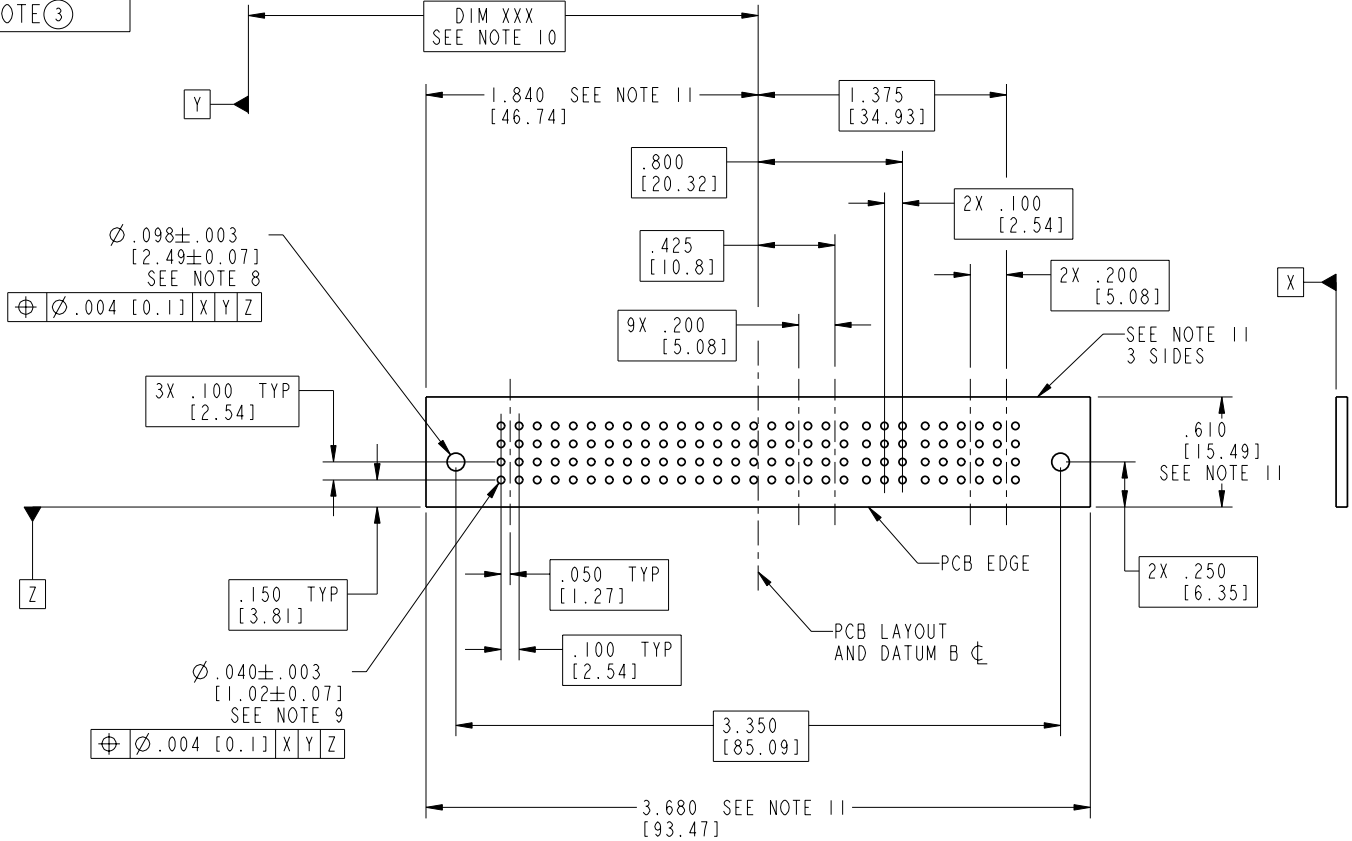 OTE 3
DIM XXX
SEE NOTE 10
Y
1.840 SEE NOTE 11
[46.74]
1.375
[34.93]
.800
[20.32]
2X .100
[2.54]
Ø.098±.003
[2.49±0.07]
SEE NOTE 8
⌖ Ø.004 [0.1] X Y Z
.425
[10.8]
2X .200
[5.08]
X
9X .200
[5.08]
SEE NOTE 11
3 SIDES
3X .100 TYP
[2.54]
.610
[15.49]
SEE NOTE 11
Z
.150 TYP
[3.81]
.050 TYP
[1.27]
PCB EDGE
2X .250
[6.35]
.100 TYP
[2.54]
PCB LAYOUT
AND DATUM B ℄
Ø.040±.003
[1.02±0.07]
SEE NOTE 9
⌖ Ø.004 [0.1] X Y Z
3.350
[85.09]
3.680 SEE NOTE 11
[93.47]